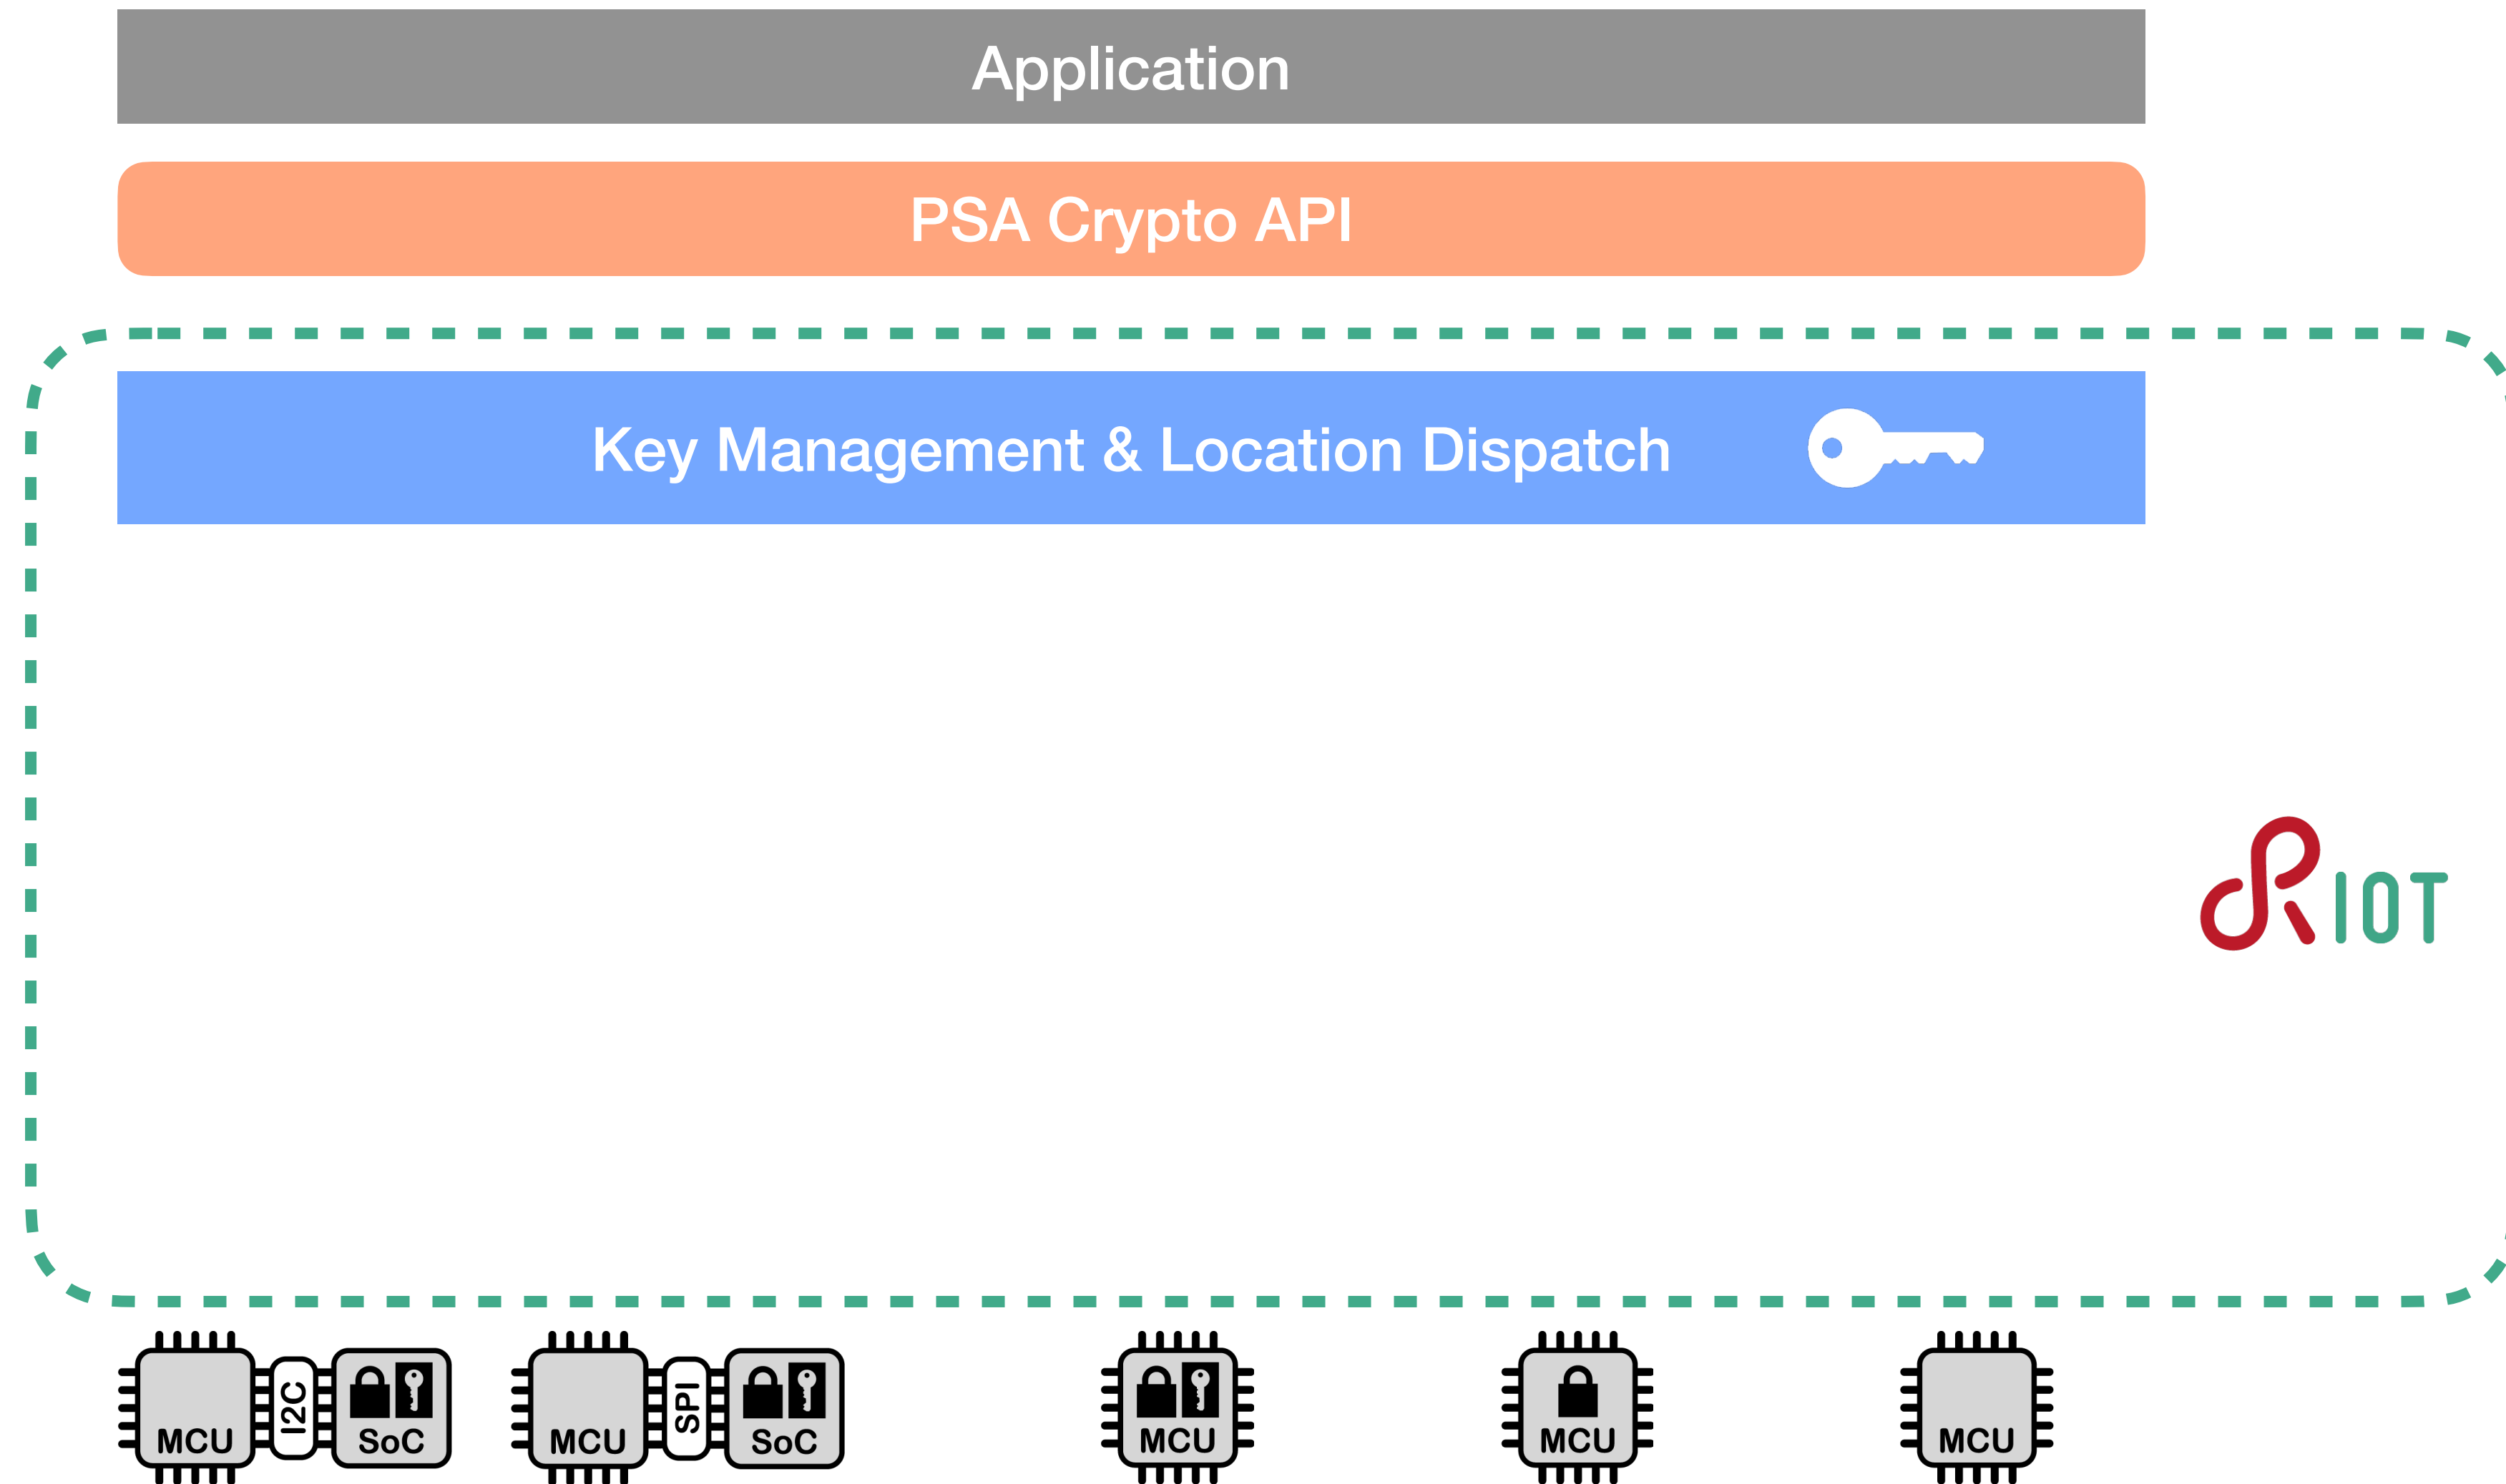 Application
PSA Crypto API
Key Management & Location Dispatch
RIOT
MCU
I2C
SoC
MCU
SPI
SoC
MCU
MCU
MCU